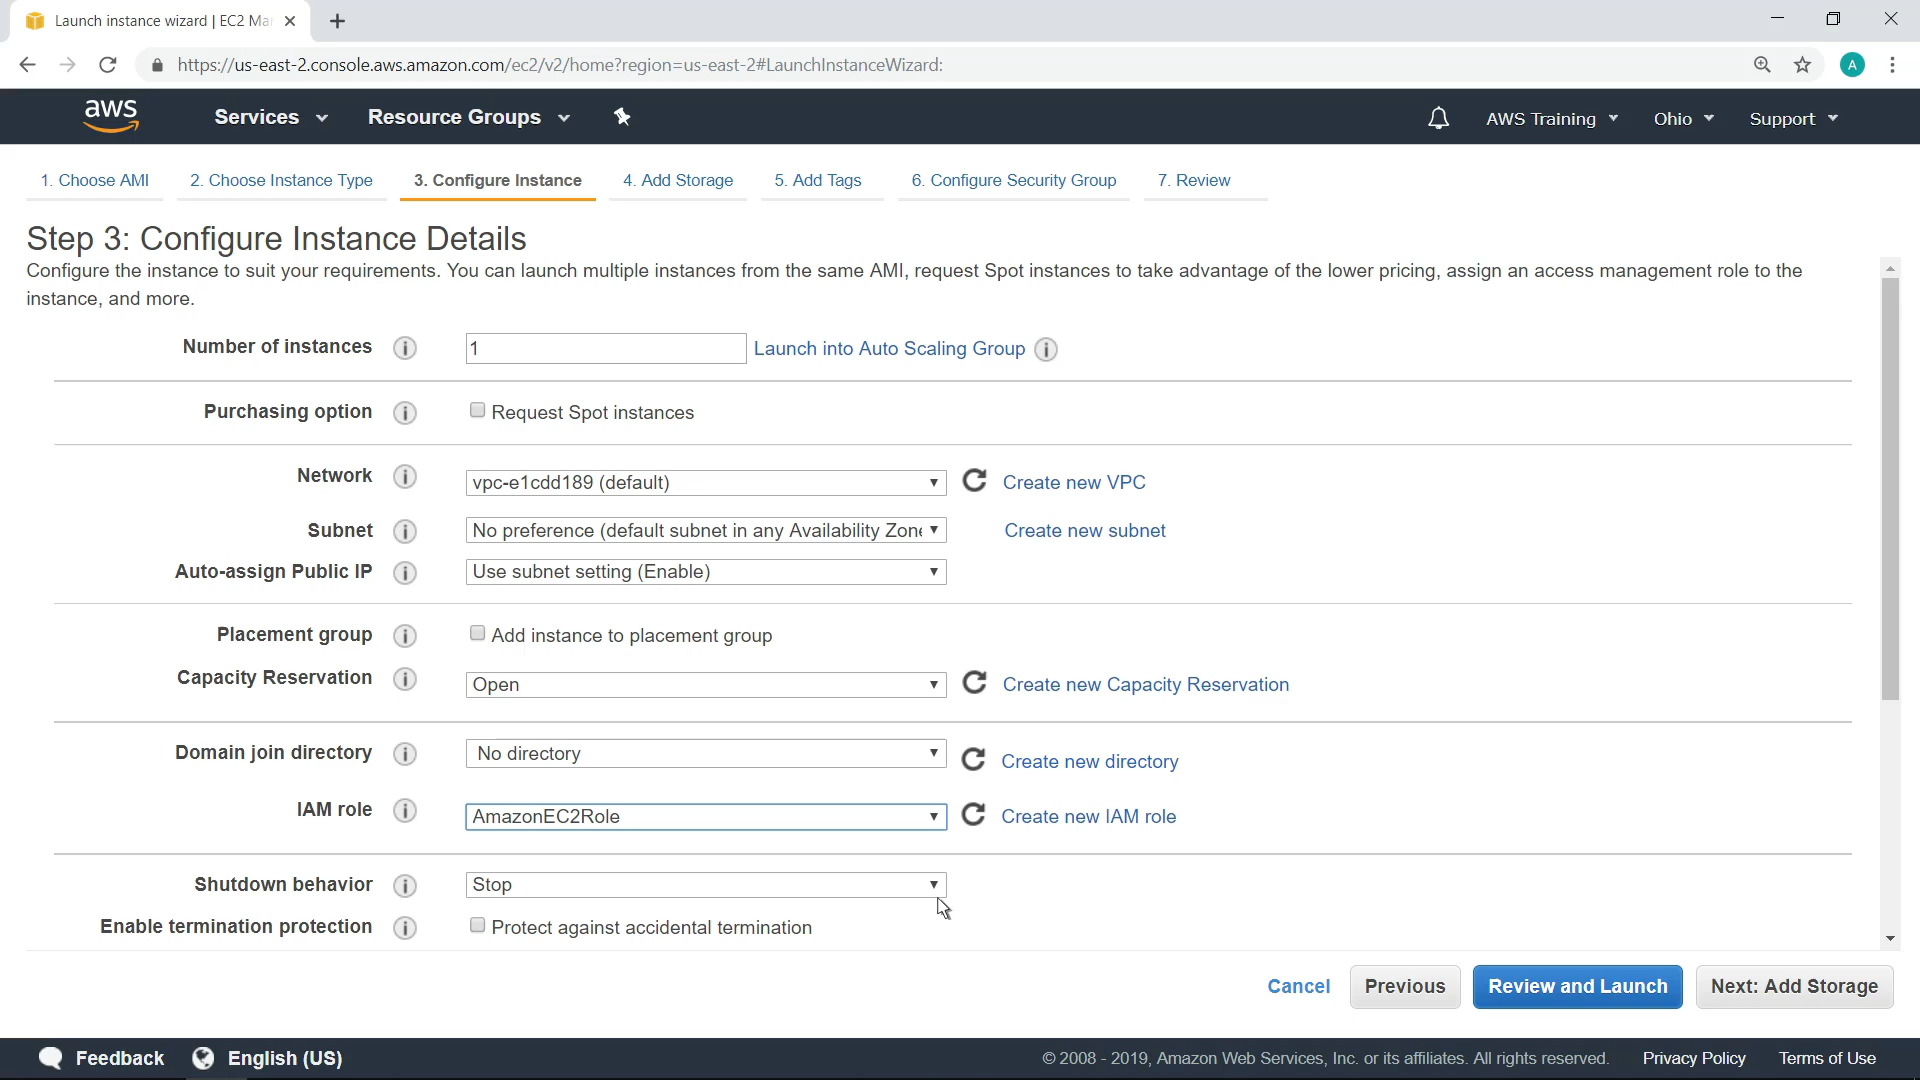 Launch instance wizard | EC2 Ma
https://us-east-2.console.aws.amazon.com/ec2/v2/home?region=us-east-2#LaunchInstanceWizard:
A
aws
Services
Resource Groups
AWS Training
Ohio
Support
1. Choose AMI
2. Choose Instance Type
3. Configure Instance
4. Add Storage
5. Add Tags
6. Configure Security Group
7. Review
Step 3: Configure Instance Details
Configure the instance to suit your requirements. You can launch multiple instances from the same AMI, request Spot instances to take advantage of the lower pricing, assign an access management role to the
instance, and more.
Number of instances i 1 Launch into Auto Scaling Group i
Purchasing option i Request Spot instances
Network i vpc-e1cdd189 (default) Create new VPC
Subnet i No preference (default subnet in any Availability Zone Create new subnet
Auto-assign Public IP i Use subnet setting (Enable)
Placement group i Add instance to placement group
Capacity Reservation i Open Create new Capacity Reservation
Domain join directory i No directory Create new directory
IAM role i AmazonEC2Role Create new IAM role
Shutdown behavior i Stop
Enable termination protection i Protect against accidental termination
Cancel
Previous
Review and Launch
Next: Add Storage
Feedback
English (US)
© 2008 - 2019, Amazon Web Services, Inc. or its affiliates. All rights reserved.
Privacy Policy
Terms of Use